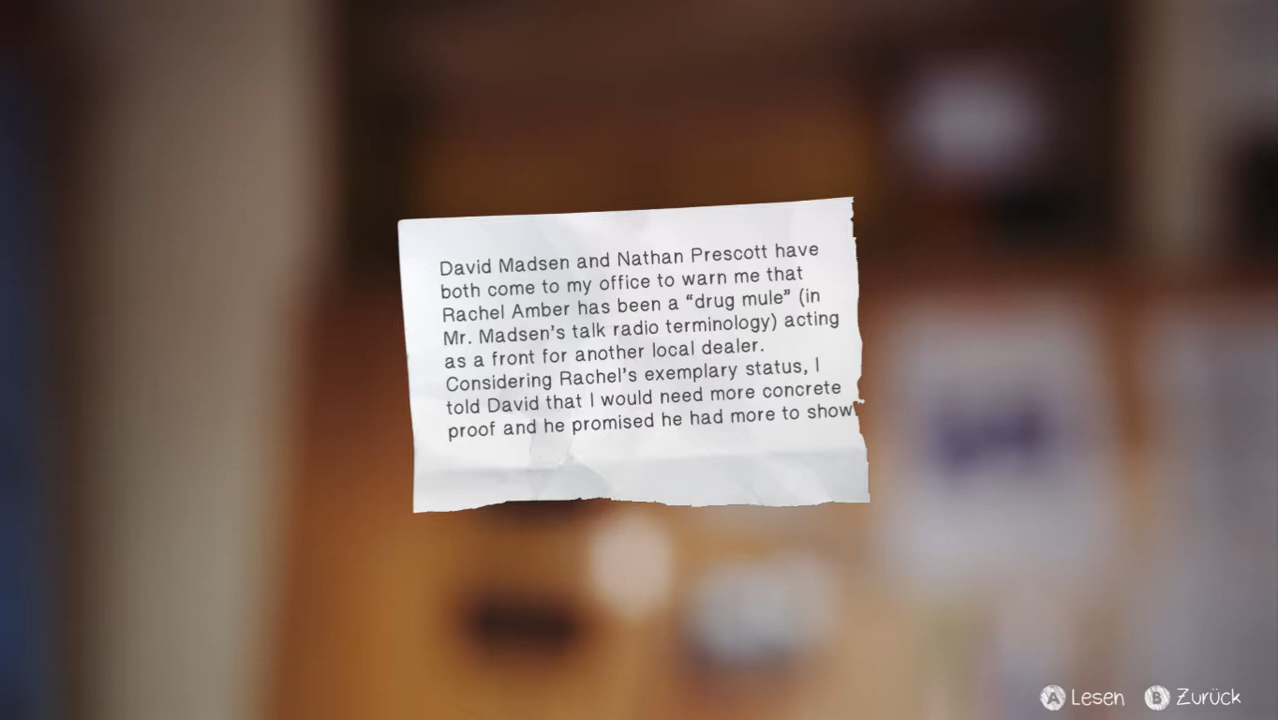 David Madsen and Nathan Prescott have
both come to my office to warn me that
Rachel Amber has been a “drug mule” (in
Mr. Madsen’s talk radio terminology) acting
as a front for another local dealer.
Considering Rachel’s exemplary status, I
told David that I would need more concrete
proof and he promised he had more to show
A Lesen B Zurück